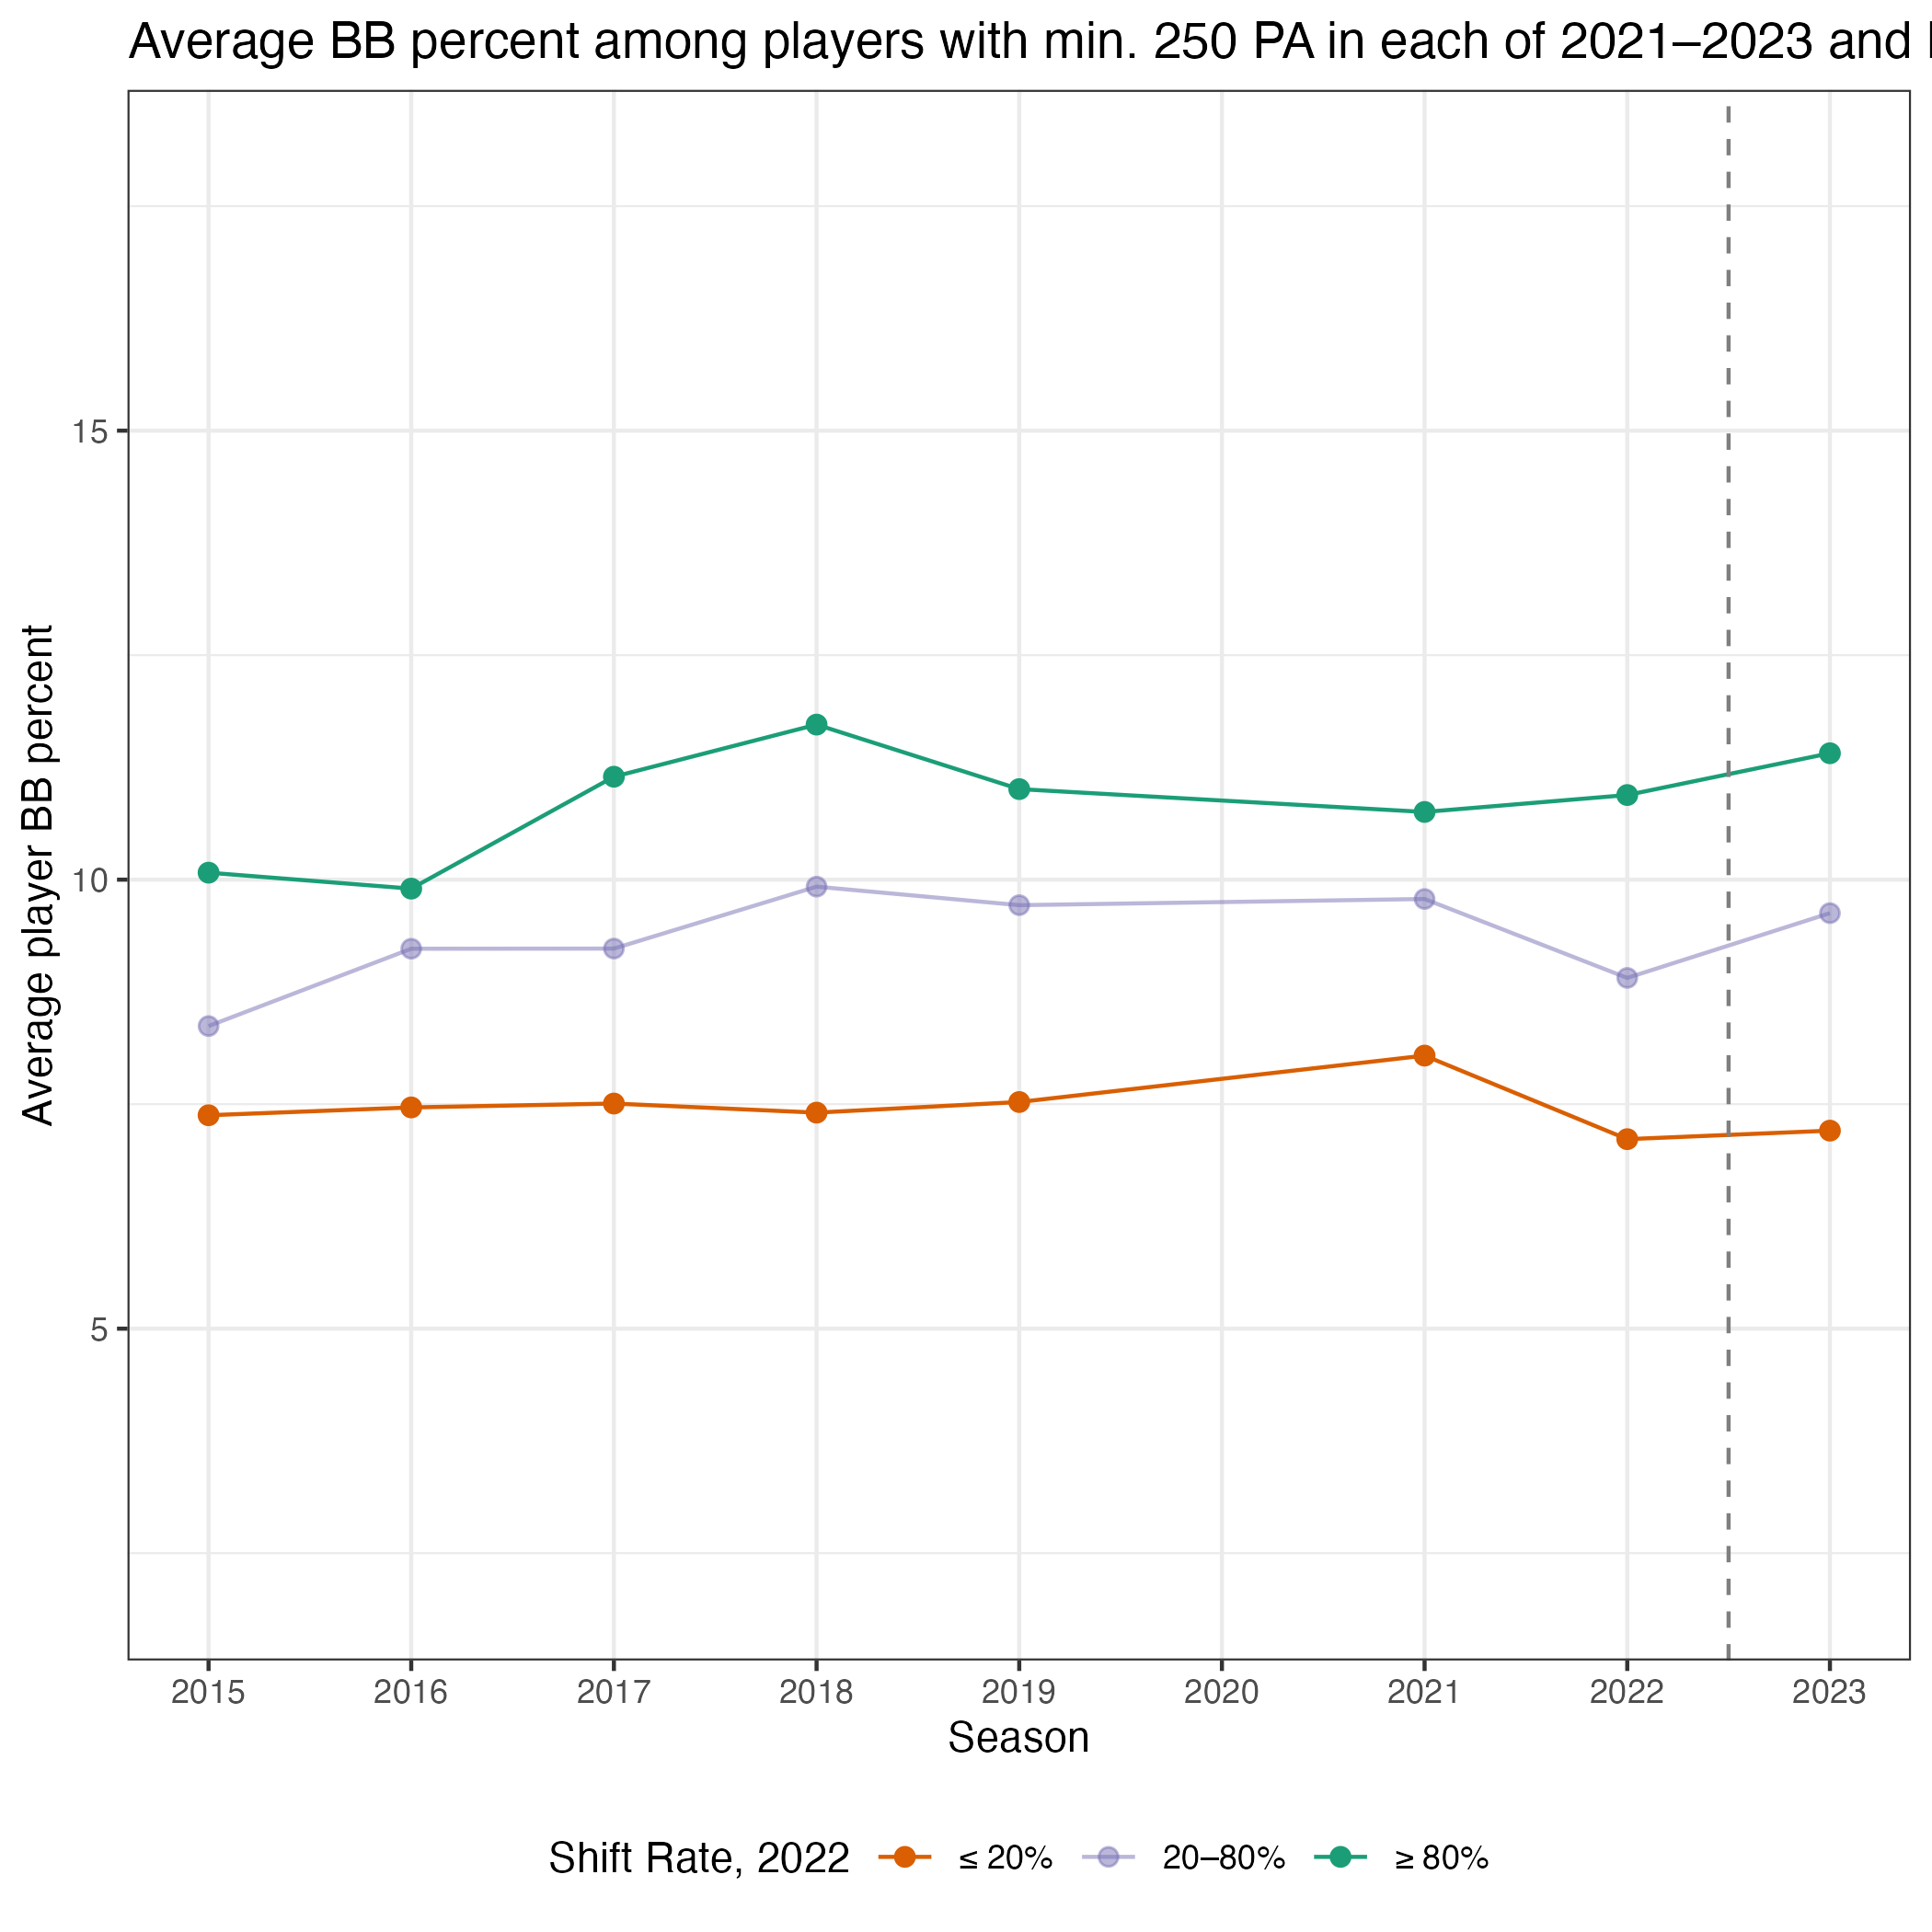 Average BB percent among players with min. 250 PA in each of 2021–2023 and
Average player BB percent
15
10
5
2015 2016 2017 2018 2019 2020 2021 2022 2023
Season
Shift Rate, 2022 ≤ 20% 20–80% ≥ 80%